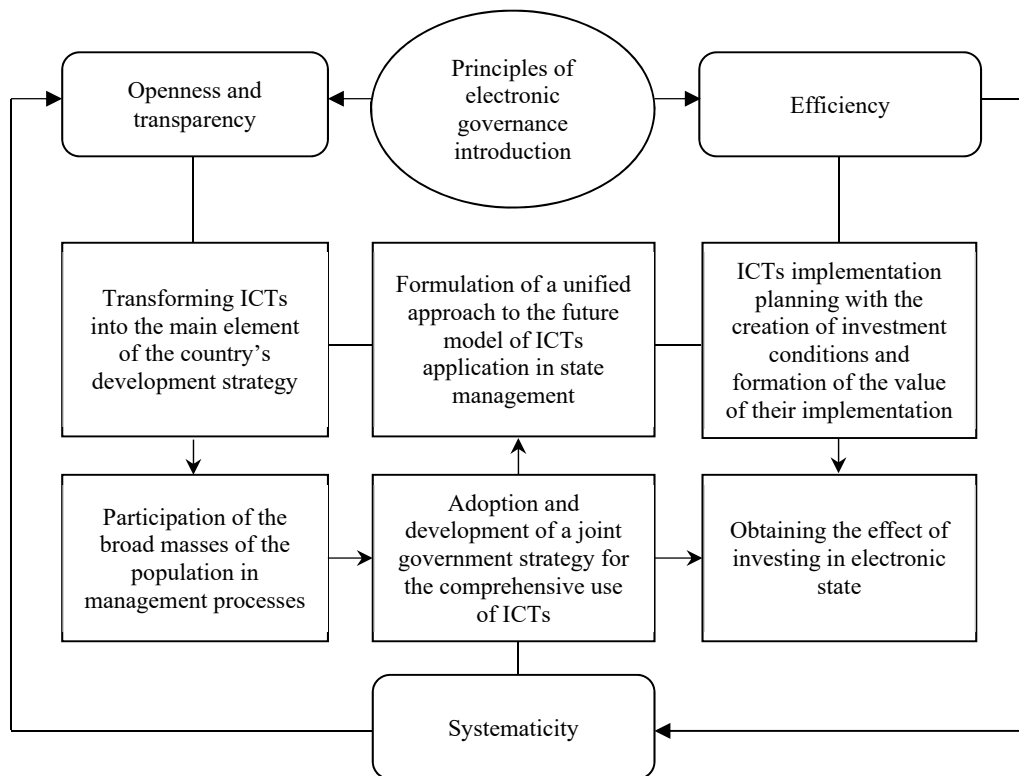 Openness and
transparency
Principles of
electronic
governance
introduction
Efficiency
Transforming ICTs
into the main element
of the country’s
development strategy
Formulation of a unified
approach to the future
model of ICTs
application in state
management
ICTs implementation
planning with the
creation of investment
conditions and
formation of the value
of their implementation
Participation of the
broad masses of the
population in
management processes
Adoption and
development of a joint
government strategy for
the comprehensive use
of ICTs
Obtaining the effect of
investing in electronic
state
Systematicity